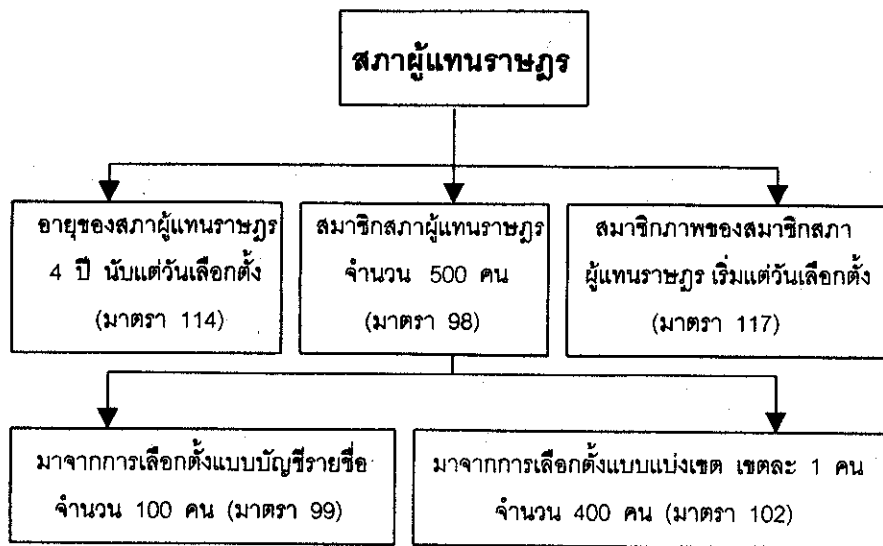 สภาผู้แทนราษฎร
อายุของสภาผู้แทนราษฎร
4 ปี นับแต่วันเลือกตั้ง
(มาตรา 114)
สมาชิกสภาผู้แทนราษฎร
จำนวน 500 คน
(มาตรา 98)
สมาชิกภาพของสมาชิกสภา
ผู้แทนราษฎร เริ่มแต่วันเลือกตั้ง
(มาตรา 117)
มาจากการเลือกตั้งแบบบัญชีรายชื่อ
จำนวน 100 คน (มาตรา 99)
มาจากการเลือกตั้งแบบแบ่งเขต เขตละ 1 คน
จำนวน 400 คน (มาตรา 102)